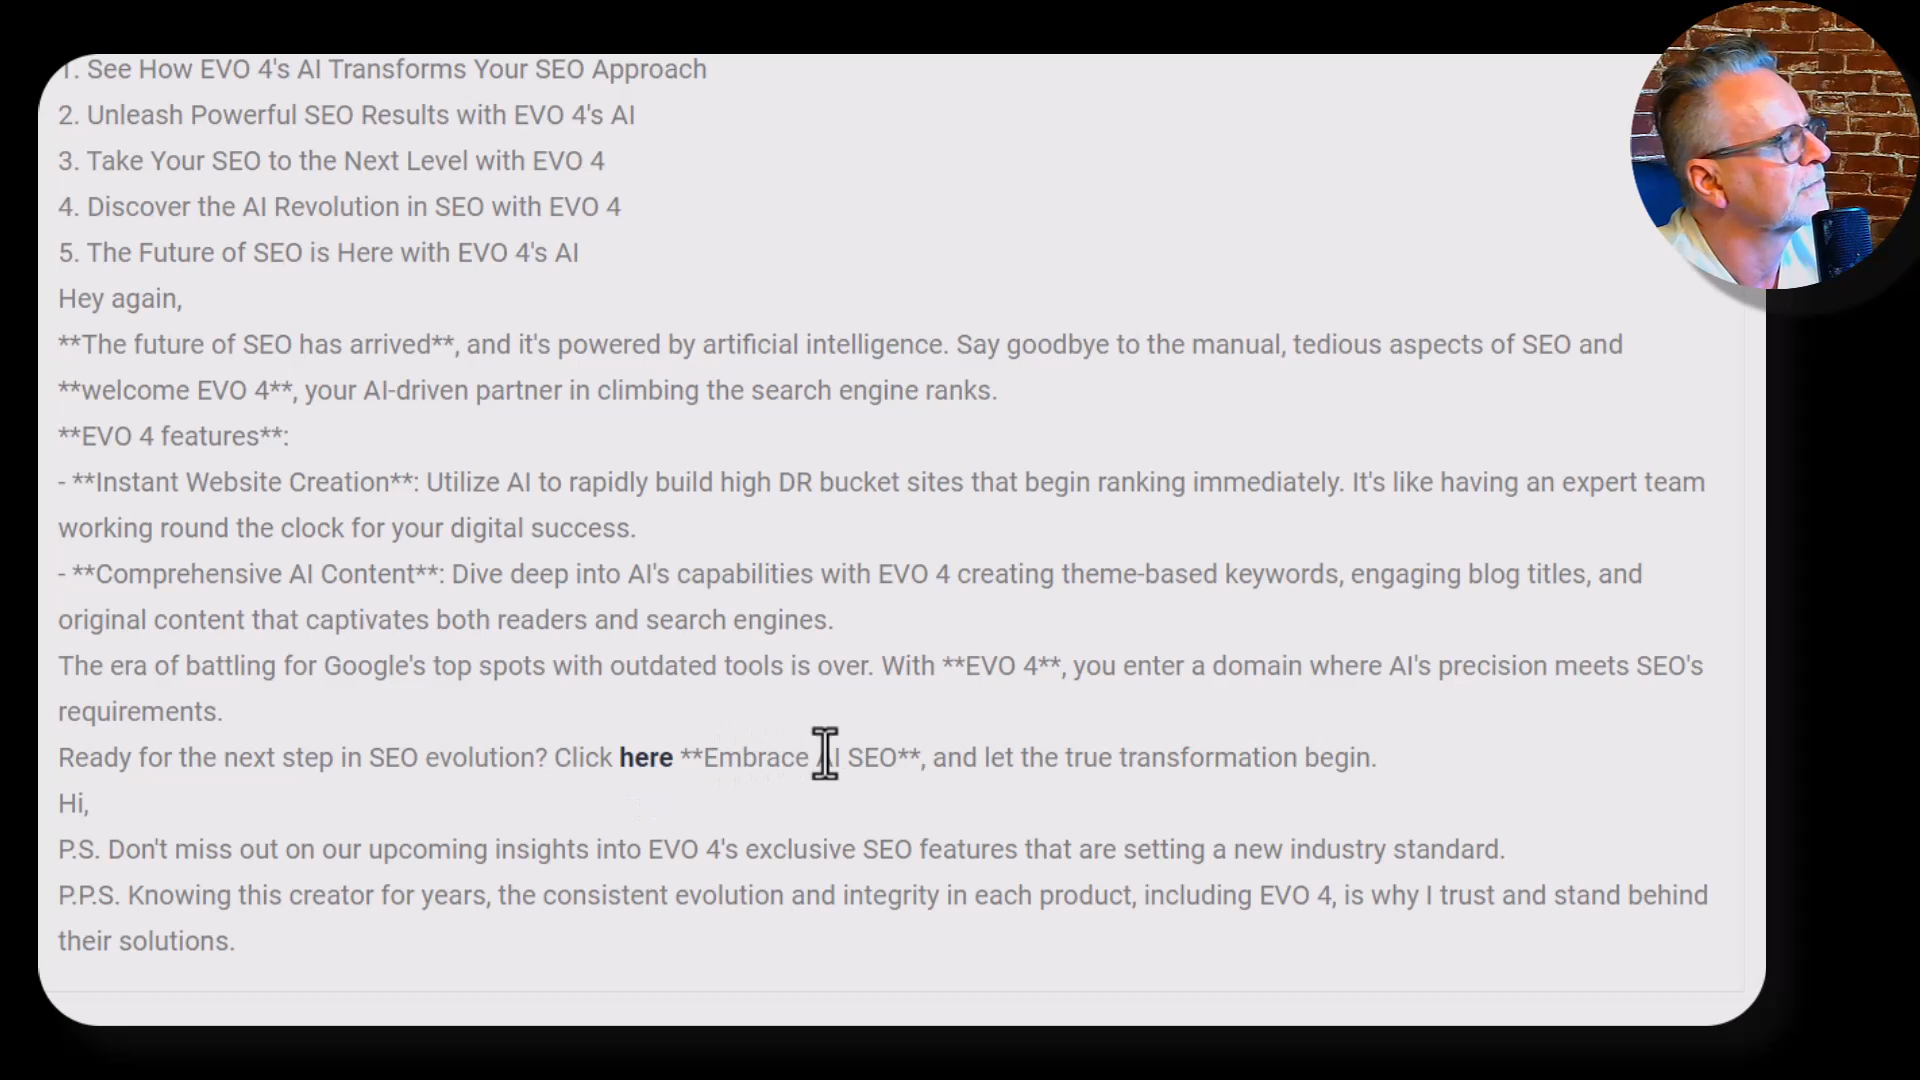 1. See How EVO 4's AI Transforms Your SEO Approach
2. Unleash Powerful SEO Results with EVO 4's AI
3. Take Your SEO to the Next Level with EVO 4
4. Discover the AI Revolution in SEO with EVO 4
5. The Future of SEO is Here with EVO 4's AI
Hey again,
**The future of SEO has arrived**, and it's powered by artificial intelligence. Say goodbye to the manual, tedious aspects of SEO and
**welcome EVO 4**, your AI-driven partner in climbing the search engine ranks.
**EVO 4 features**:
- **Instant Website Creation**: Utilize AI to rapidly build high DR bucket sites that begin ranking immediately. It's like having an expert team
working round the clock for your digital success.
- **Comprehensive AI Content**: Dive deep into AI's capabilities with EVO 4 creating theme-based keywords, engaging blog titles, and
original content that captivates both readers and search engines.
The era of battling for Google's top spots with outdated tools is over. With **EVO 4**, you enter a domain where AI's precision meets SEO's
requirements.
Ready for the next step in SEO evolution? Click here **Embrace AI SEO**, and let the true transformation begin.
Hi,
P.S. Don't miss out on our upcoming insights into EVO 4's exclusive SEO features that are setting a new industry standard.
P.P.S. Knowing this creator for years, the consistent evolution and integrity in each product, including EVO 4, is why I trust and stand behind
their solutions.